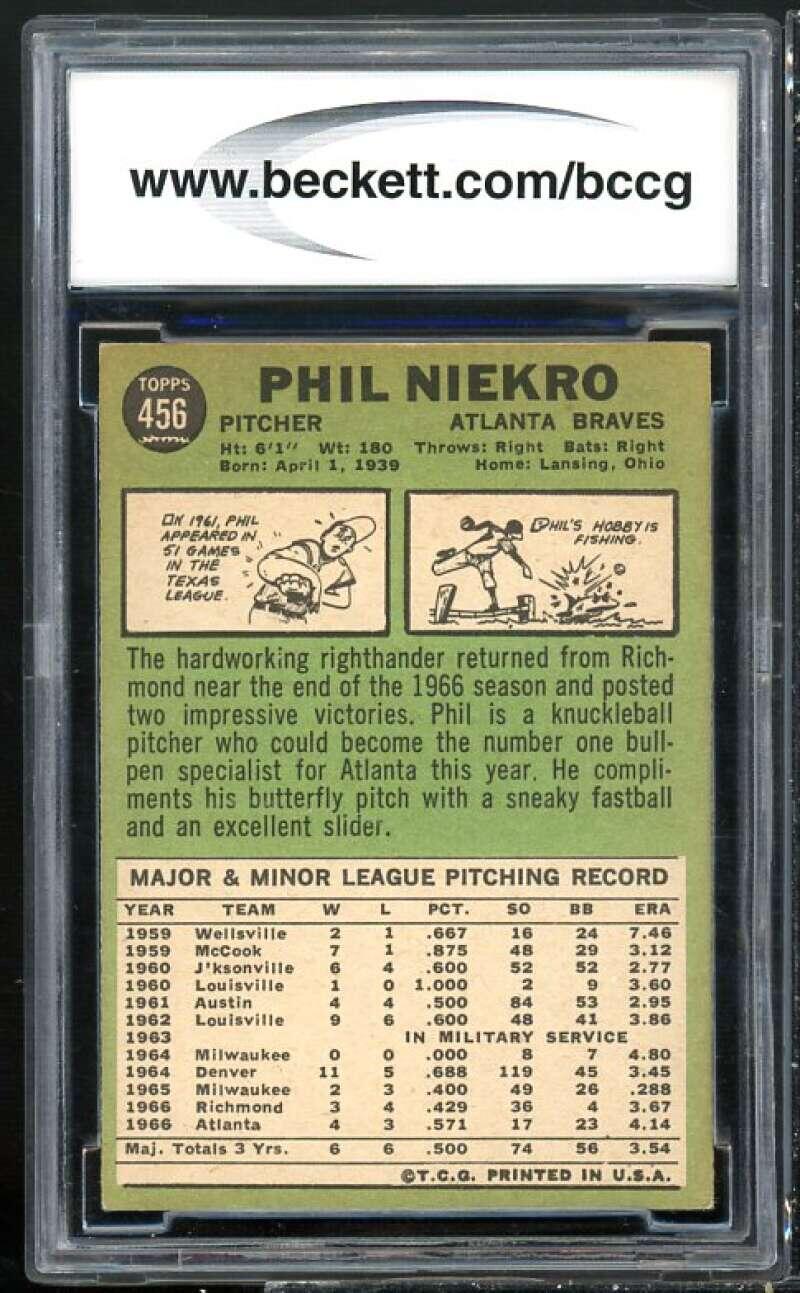 www.beckett.com/bccg
TOPPS
456
PHIL NIEKRO
PITCHER ATLANTA BRAVES
Ht: 6'1" Wt: 180 Throws: Right Bats: Right
Born: April 1, 1939 Home: Lansing, Ohio
IN 1961, PHIL
APPEARED IN
51 GAMES
IN THE
TEXAS
LEAGUE.
PHIL'S HOBBY IS
FISHING.
The hardworking righthander returned from Rich-
mond near the end of the 1966 season and posted
two impressive victories. Phil is a knuckleball
pitcher who could become the number one bull-
pen specialist for Atlanta this year. He compli-
ments his butterfly pitch with a sneaky fastball
and an excellent slider.
MAJOR & MINOR LEAGUE PITCHING RECORD
YEAR TEAM W L PCT. SO BB ERA
1959 Wellsville 2 1 .667 16 24 7.46
1959 McCook 7 1 .875 48 29 3.12
1960 J'ksonville 6 4 .600 52 52 2.77
1960 Louisville 1 0 1.000 2 9 3.60
1961 Austin 4 4 .500 84 53 2.95
1962 Louisville 9 6 .600 48 41 3.86
1963 IN MILITARY SERVICE
1964 Milwaukee 0 0 .000 8 7 4.80
1964 Denver 11 5 .688 119 45 3.45
1965 Milwaukee 2 3 .400 49 26 .288
1966 Richmond 3 4 .429 36 4 3.67
1966 Atlanta 4 3 .571 17 23 4.14
Maj. Totals 3 Yrs. 6 6 .500 74 56 3.54
©T.C.G. PRINTED IN U.S.A.